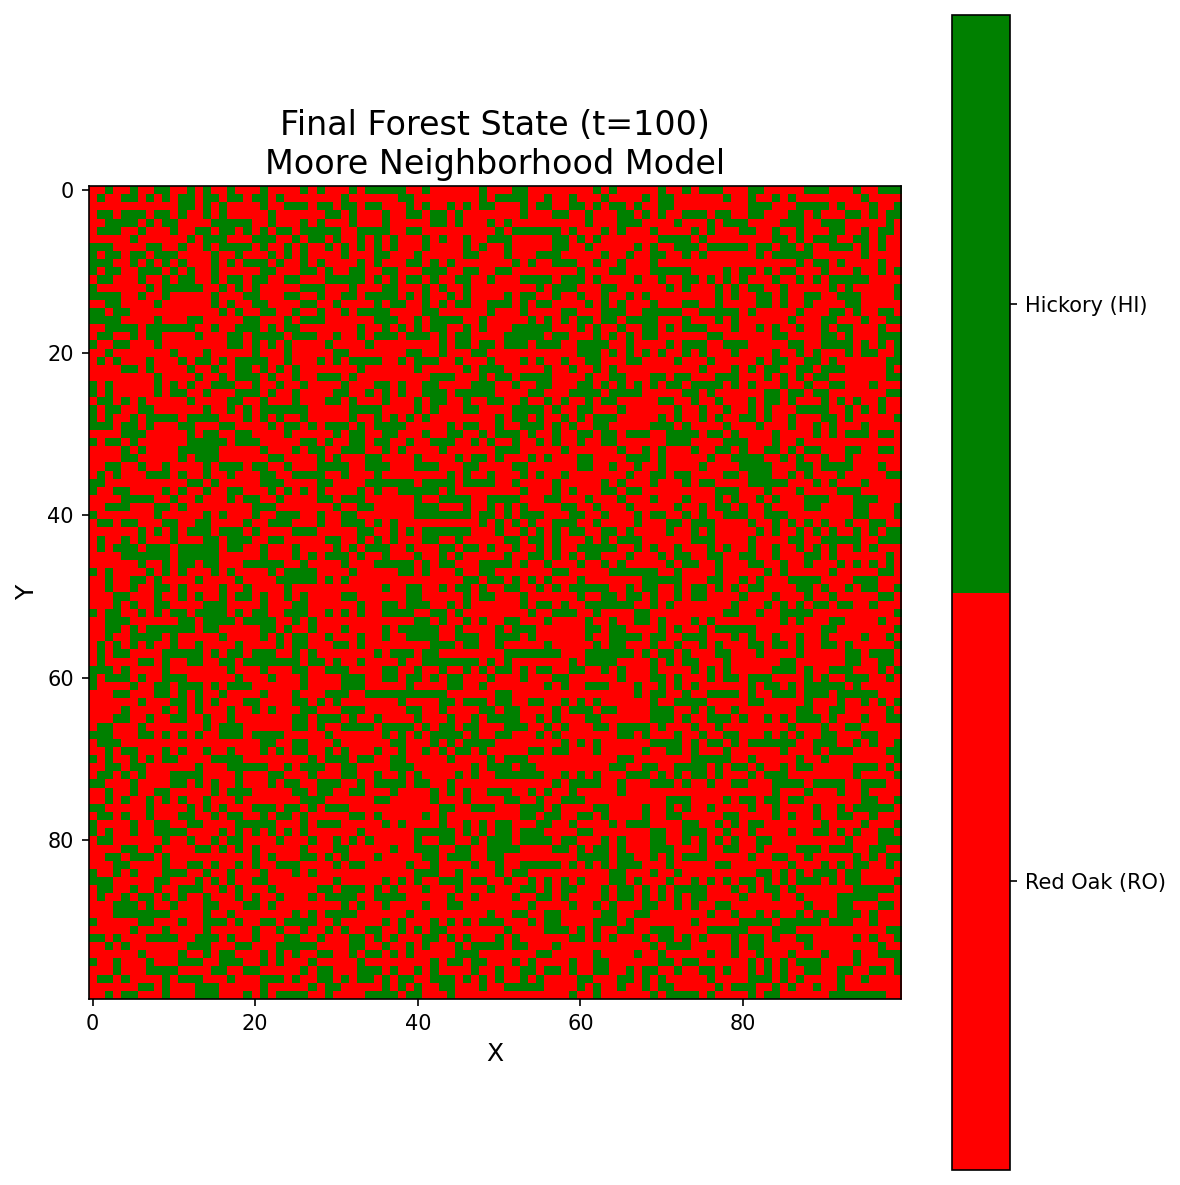 Final Forest State (t=100)
Moore Neighborhood Model
0
20
40
60
80
Y
0 20 40 60 80
X
Hickory (HI)
Red Oak (RO)